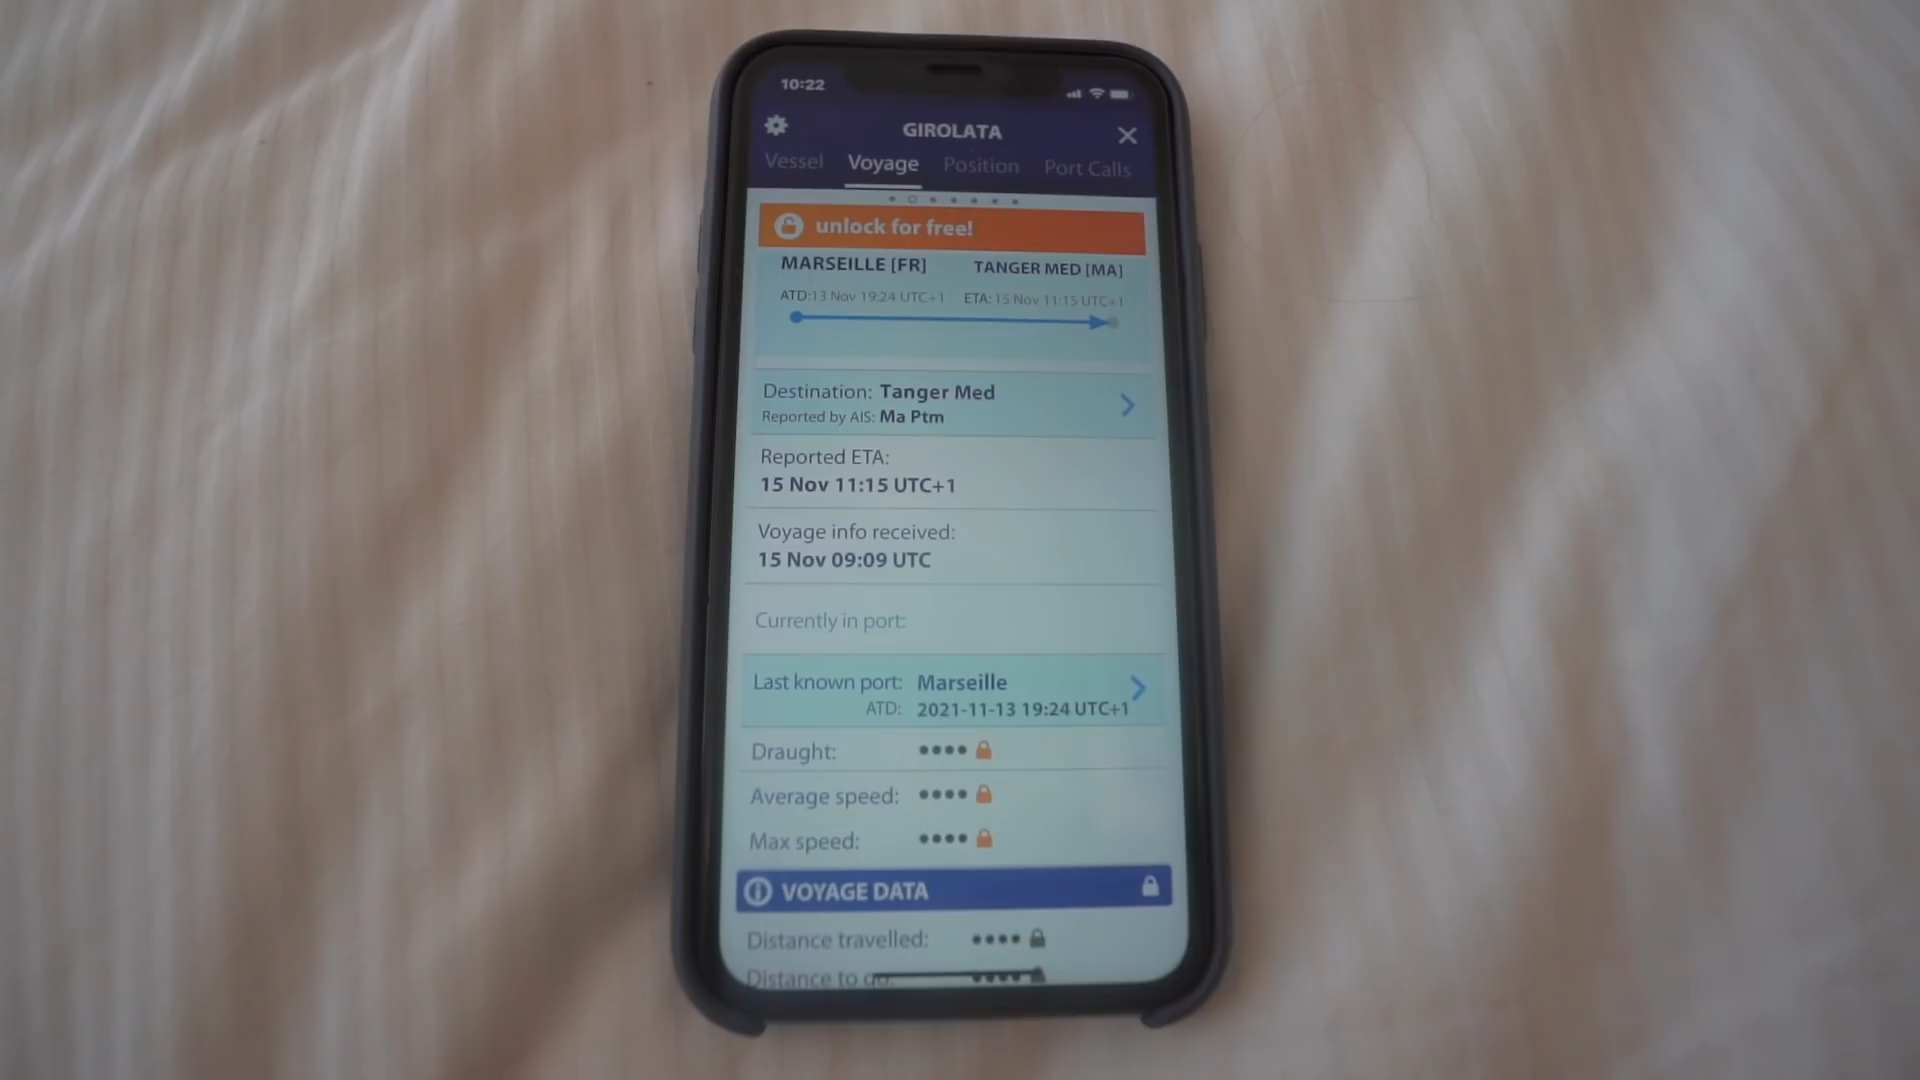 10:22
GIROLATA
Vessel Voyage Position Port Calls
unlock for free!
MARSEILLE [FR] TANGER MED [MA]
ATD:13 Nov 19:24 UTC+1 ETA: 15 Nov 11:15 UTC+1
Destination: Tanger Med
Reported by AIS: Ma Ptm
Reported ETA:
15 Nov 11:15 UTC+1
Voyage info received:
15 Nov 09:09 UTC
Currently in port:
Last known port: Marseille
ATD: 2021-11-13 19:24 UTC+1
Draught:
Average speed:
Max speed:
VOYAGE DATA
Distance travelled:
Distance to go: